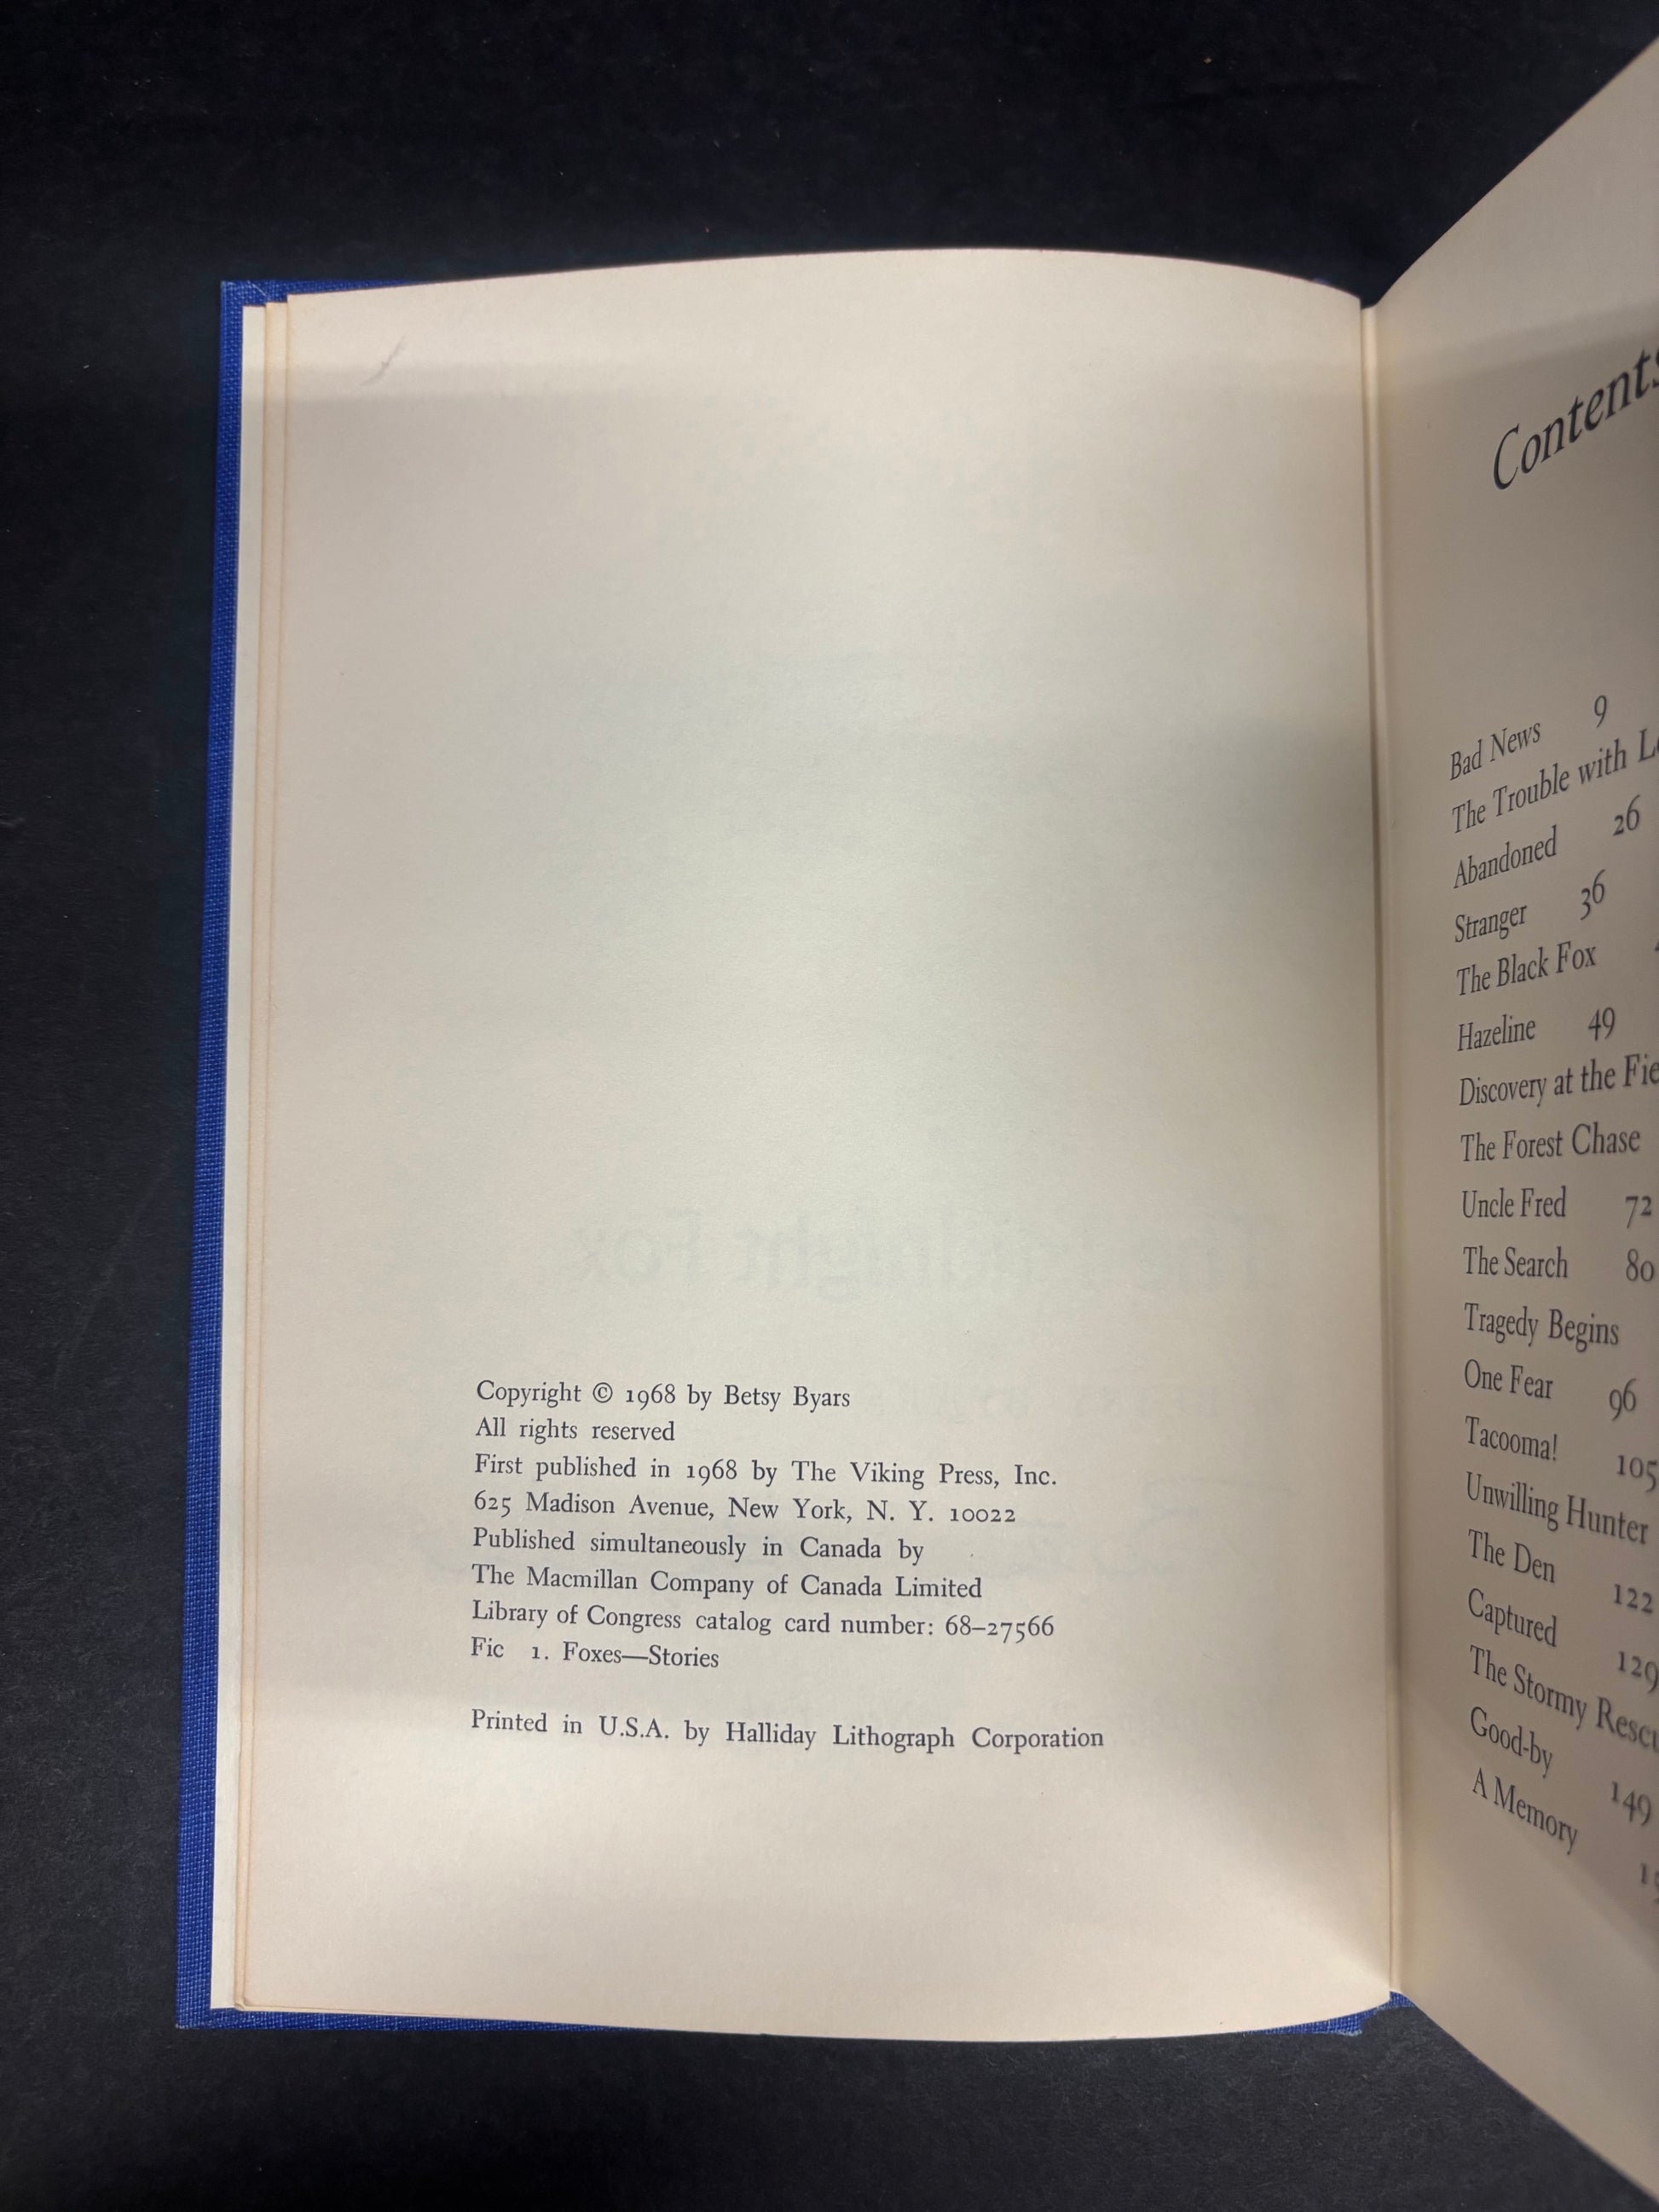 Copyright © 1968 by Betsy Byars
All rights reserved
First published in 1968 by The Viking Press, Inc.
625 Madison Avenue, New York, N. Y. 10022
Published simultaneously in Canada by
The Macmillan Company of Canada Limited
Library of Congress catalog card number: 68–27566
Fic 1. Foxes—Stories
Printed in U.S.A. by Halliday Lithograph Corporation
Contents
Bad News 9
The Trouble with
Abandoned 26
Stranger 36
The Black Fox
Hazeline 49
Discovery at the
The Forest Chase
Uncle Fred 72
The Search 80
Tragedy Begins
One Fear 96
Tacooma! 105
Unwilling Hunter
The Den 122
Captured 129
The Stormy
Good-by 149
A Memory